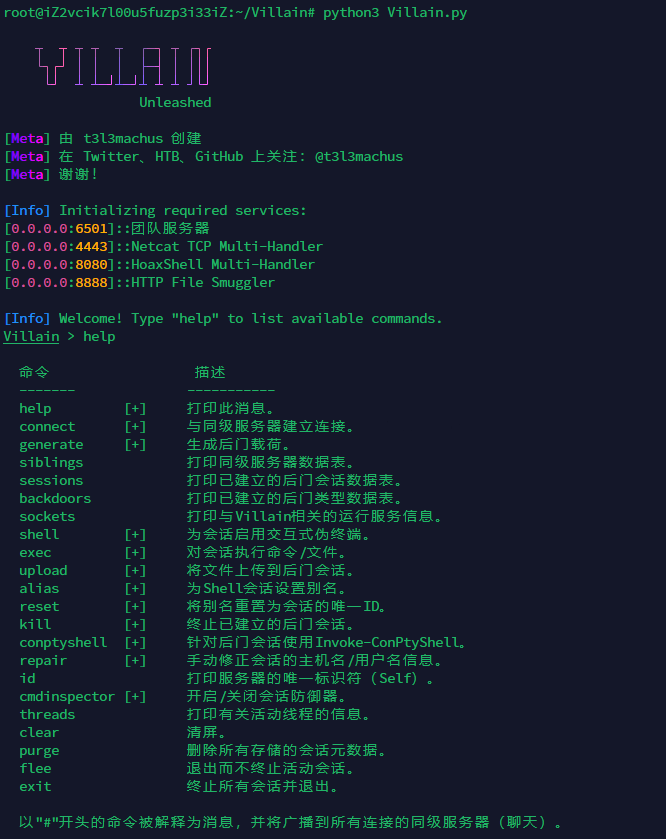 root@iZ2vcik7l00u5fuzp3i33iZ:~/Villain# python3 Villain.py
VILLAIN
Unleashed
[Meta] 由 t3l3machus 创建
[Meta] 在 Twitter、HTB、GitHub 上关注: @t3l3machus
[Meta] 谢谢!
[Info] Initializing required services:
[0.0.0.0:6501]::团队服务器
[0.0.0.0:4443]::Netcat TCP Multi-Handler
[0.0.0.0:8080]::HoaxShell Multi-Handler
[0.0.0.0:8888]::HTTP File Smuggler
[Info] Welcome! Type "help" to list available commands.
Villain > help
命令 描述
------- -----------
help [+] 打印此消息。
connect [+] 与同级服务器建立连接。
generate [+] 生成后门载荷。
siblings 打印同级服务器数据表。
sessions 打印已建立的后门会话数据表。
backdoors 打印已建立的后门类型数据表。
sockets 打印与Villain相关的运行服务信息。
shell [+] 为会话启用交互式伪终端。
exec [+] 对会话执行命令/文件。
upload [+] 将文件上传到后门会话。
alias [+] 为Shell会话设置别名。
reset [+] 将别名重置为会话的唯一ID。
kill [+] 终止已建立的后门会话。
conptyshell [+] 针对后门会话使用Invoke-ConPtyShell。
repair [+] 手动修正会话的主机名/用户名信息。
id 打印服务器的唯一标识符（Self）。
cmdinspector [+] 开启/关闭会话防御器。
threads 打印有关活动线程的信息。
clear 清屏。
purge 删除所有存储的会话元数据。
flee 退出而不终止活动会话。
exit 终止所有会话并退出。
以"#"开头的命令被解释为消息，并将广播到所有连接的同级服务器（聊天）。